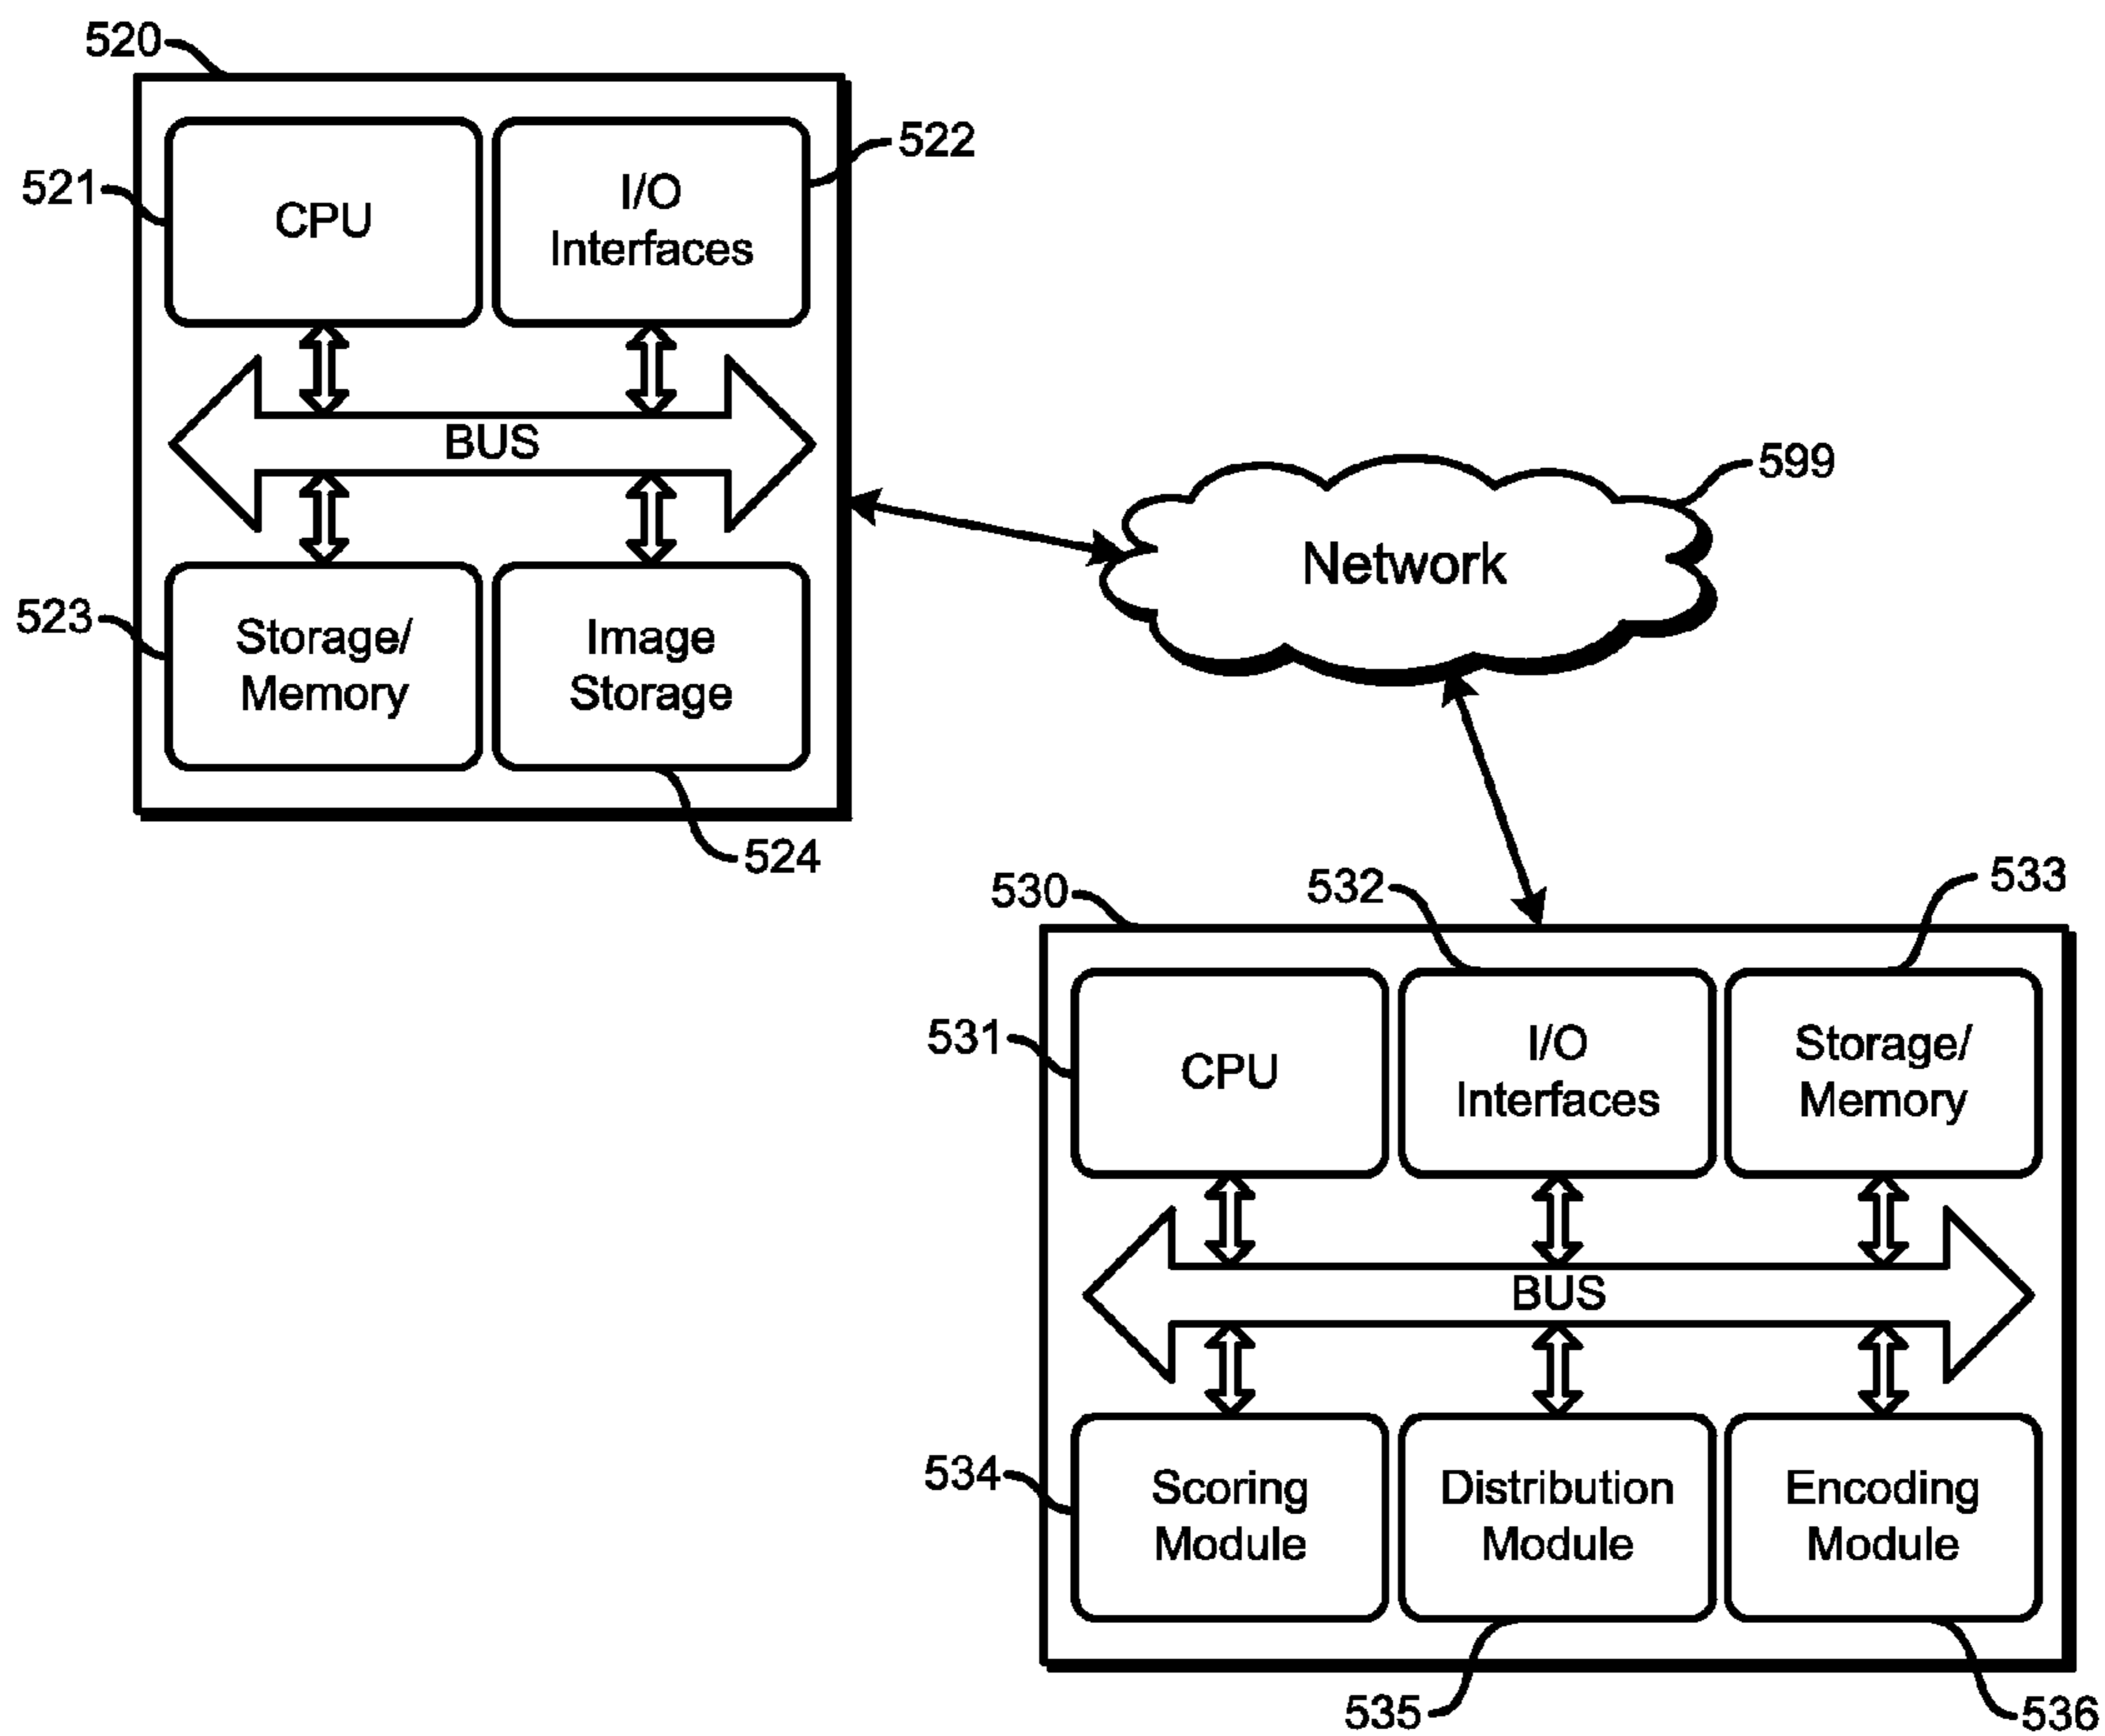 520
521
CPU
I/O
Interfaces
522
BUS
523
Storage/
Memory
Image
Storage
524
599
Network
530
532
533
531
CPU
I/O
Interfaces
Storage/
Memory
BUS
534
Scoring
Module
Distribution
Module
Encoding
Module
535
536